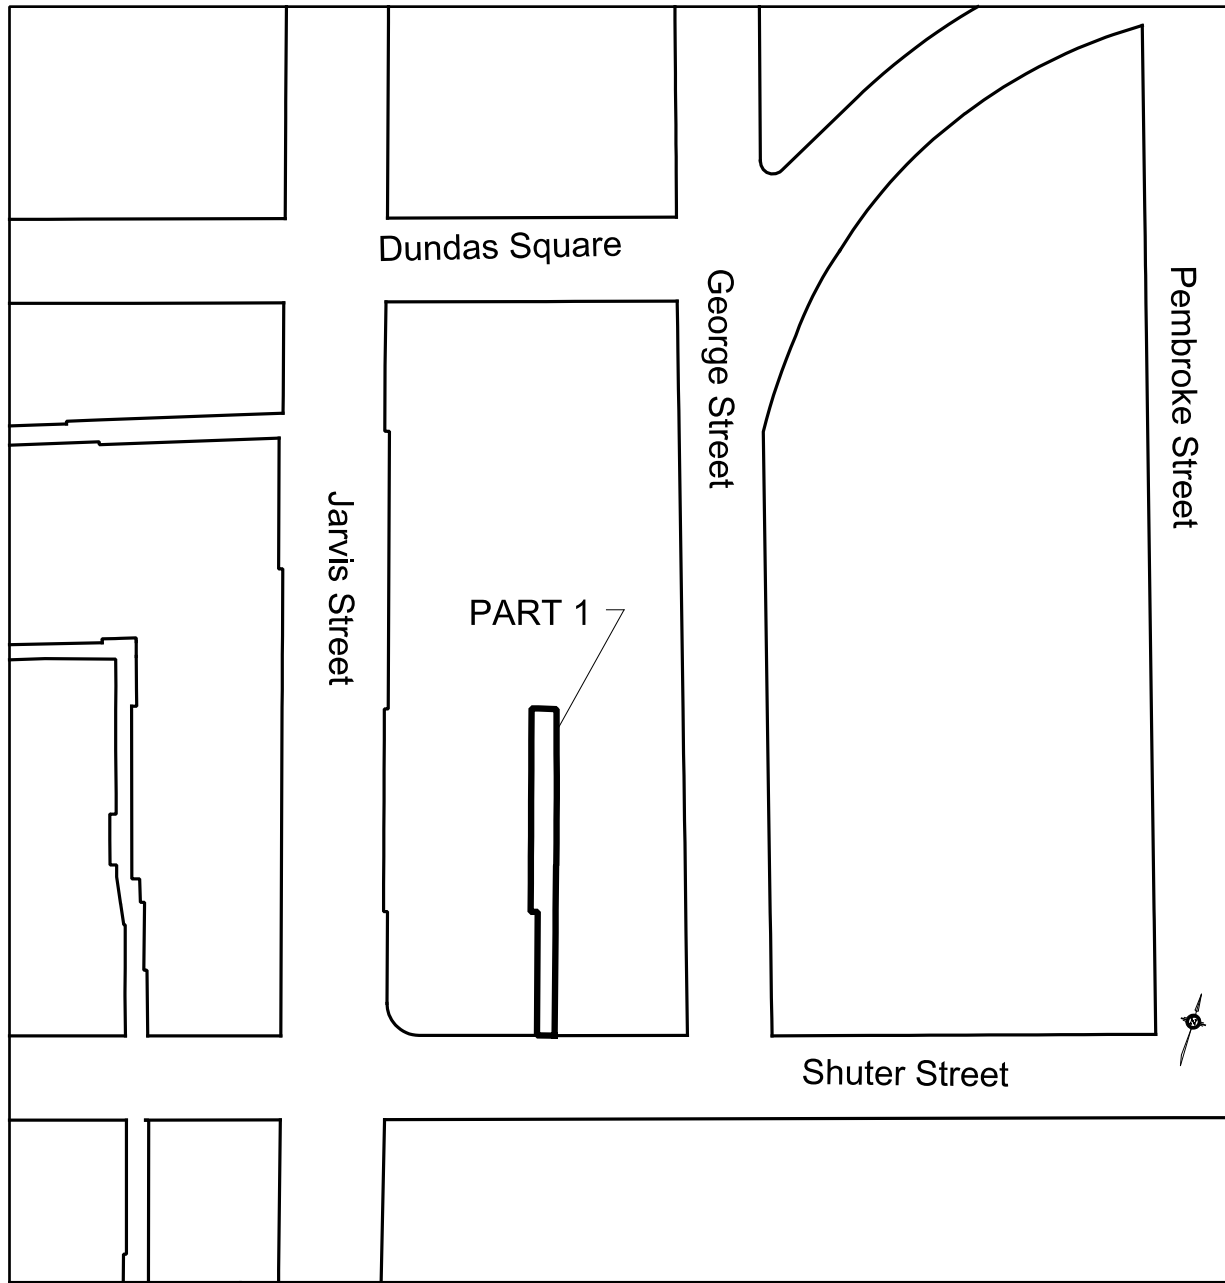 Dundas Square
George Street
Pembroke Street
Jarvis Street
PART 1
Shuter Street